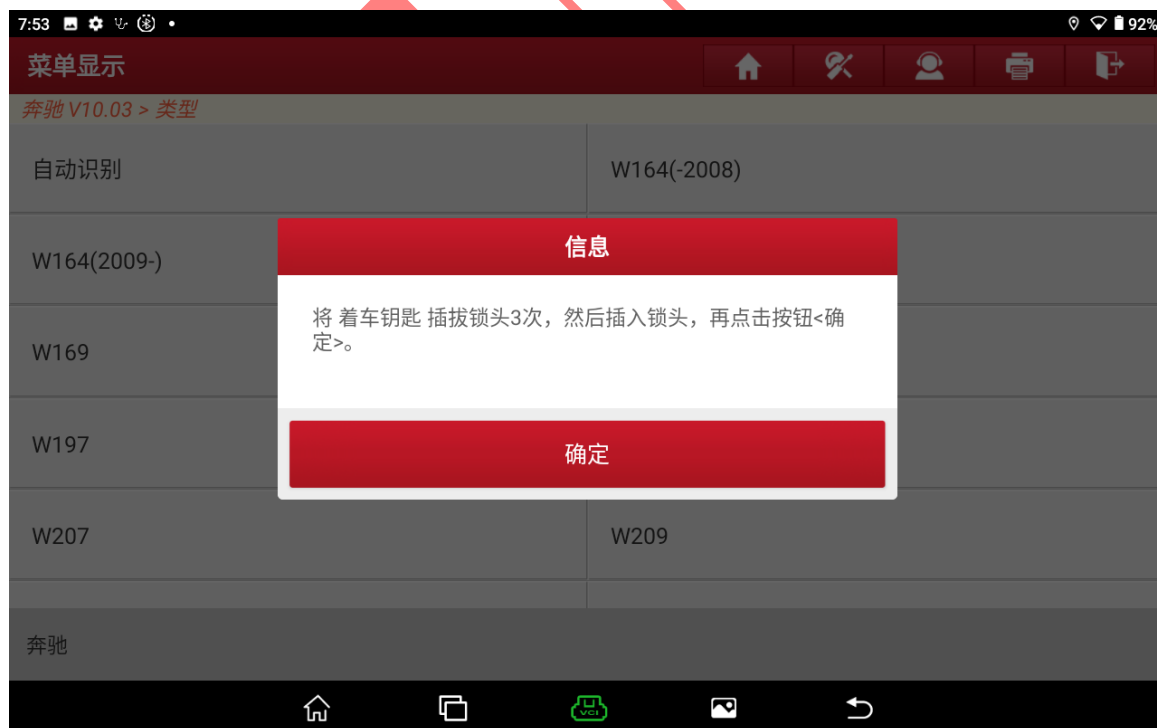 7:53 92%
菜单显示
奔驰 V10.03 > 类型
自动识别 W164(-2008)
W164(2009-)
信息
将 着车钥匙 插拔锁头3次，然后插入锁头，再点击按钮<确
定>。
W169
W197
确定
W207 W209
奔驰
VCI